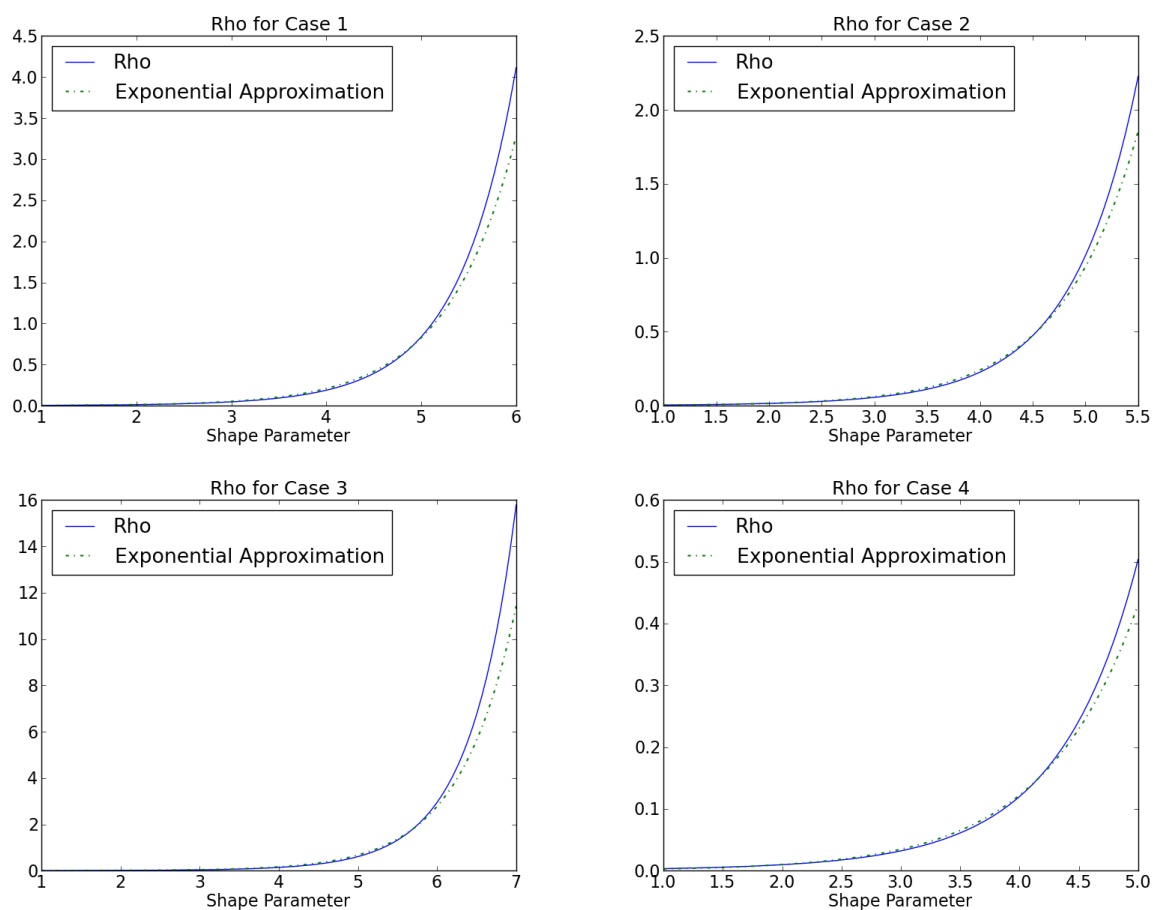 Rho for Case 1
4.5
4.0
3.5
3.0
2.5
2.0
1.5
1.0
0.5
0.0
Rho
Exponential Approximation
1 2 3 4 5 6
Shape Parameter
Rho for Case 2
2.5
2.0
1.5
1.0
0.5
0.0
Rho
Exponential Approximation
1.0 1.5 2.0 2.5 3.0 3.5 4.0 4.5 5.0 5.5
Shape Parameter
Rho for Case 3
16
14
12
10
8
6
4
2
0
Rho
Exponential Approximation
1 2 3 4 5 6 7
Shape Parameter
Rho for Case 4
0.6
0.5
0.4
0.3
0.2
0.1
0.0
Rho
Exponential Approximation
1.0 1.5 2.0 2.5 3.0 3.5 4.0 4.5 5.0
Shape Parameter